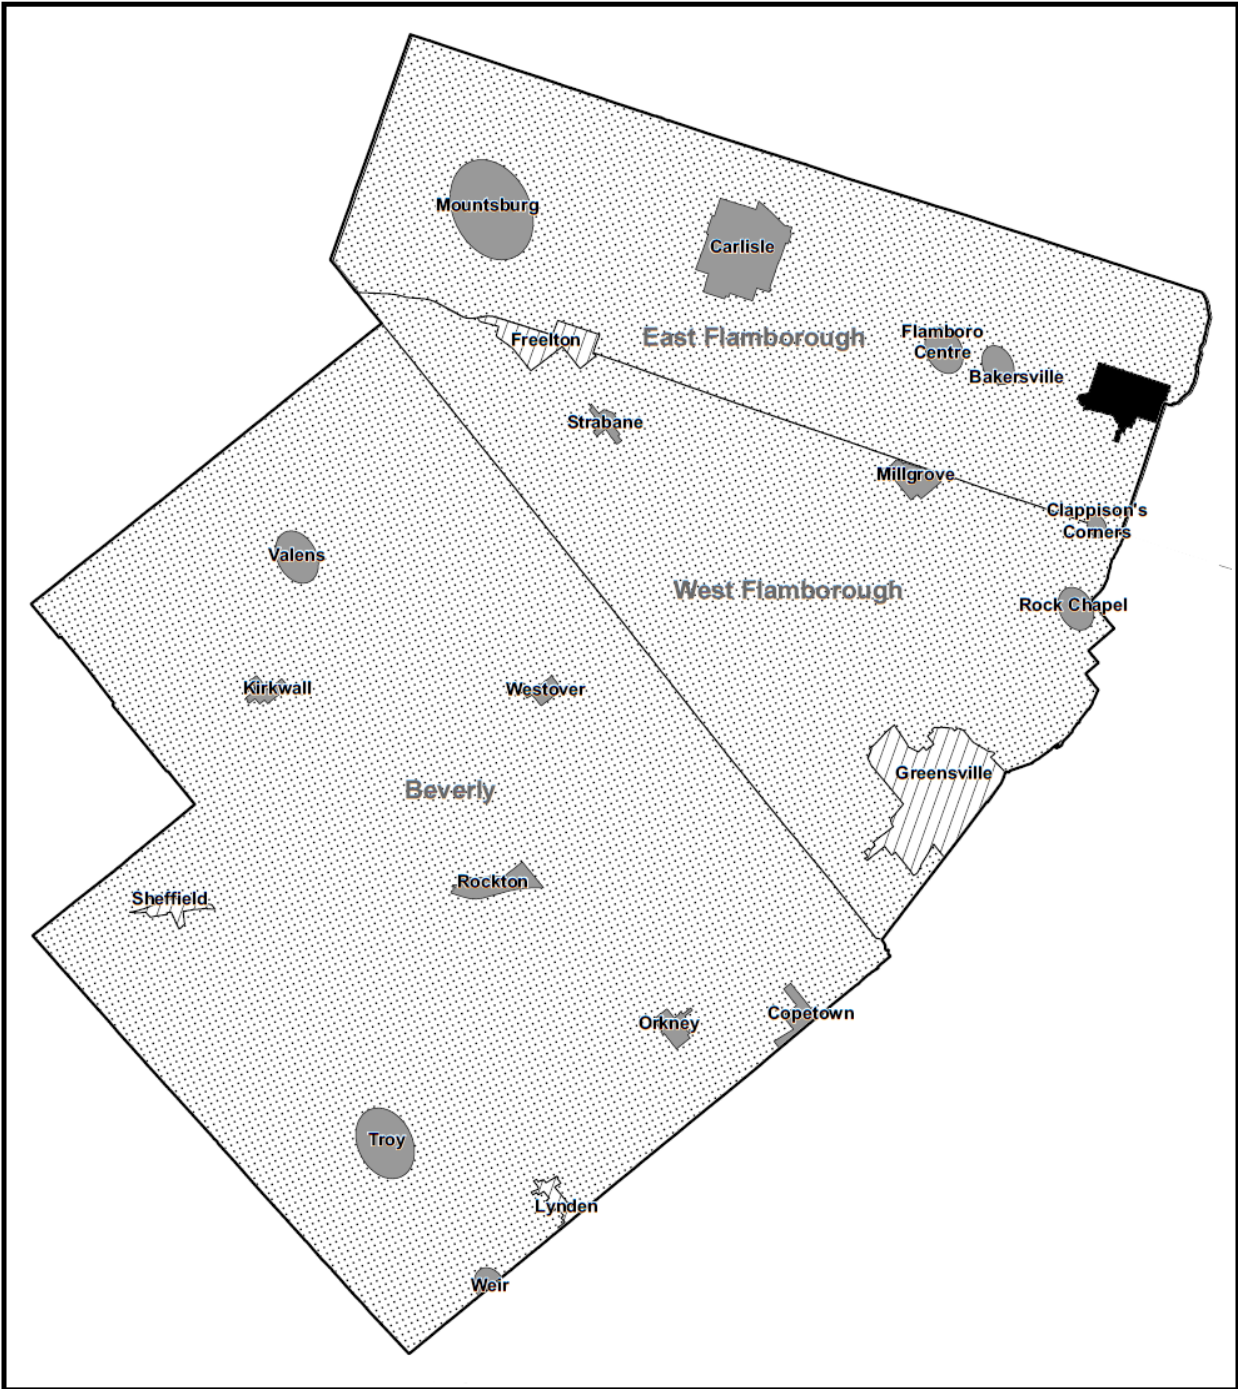 Mountsburg
Carlisle
Freelton
East Flamborough
Flamboro
Centre
Bakersville
Strabane
Millgrove
Clappison's
Corners
Valens
West Flamborough
Rock Chapel
Kirkwall
Westover
Greensville
Beverly
Rockton
Sheffield
Orkney
Copetown
Troy
Lynden
Weir